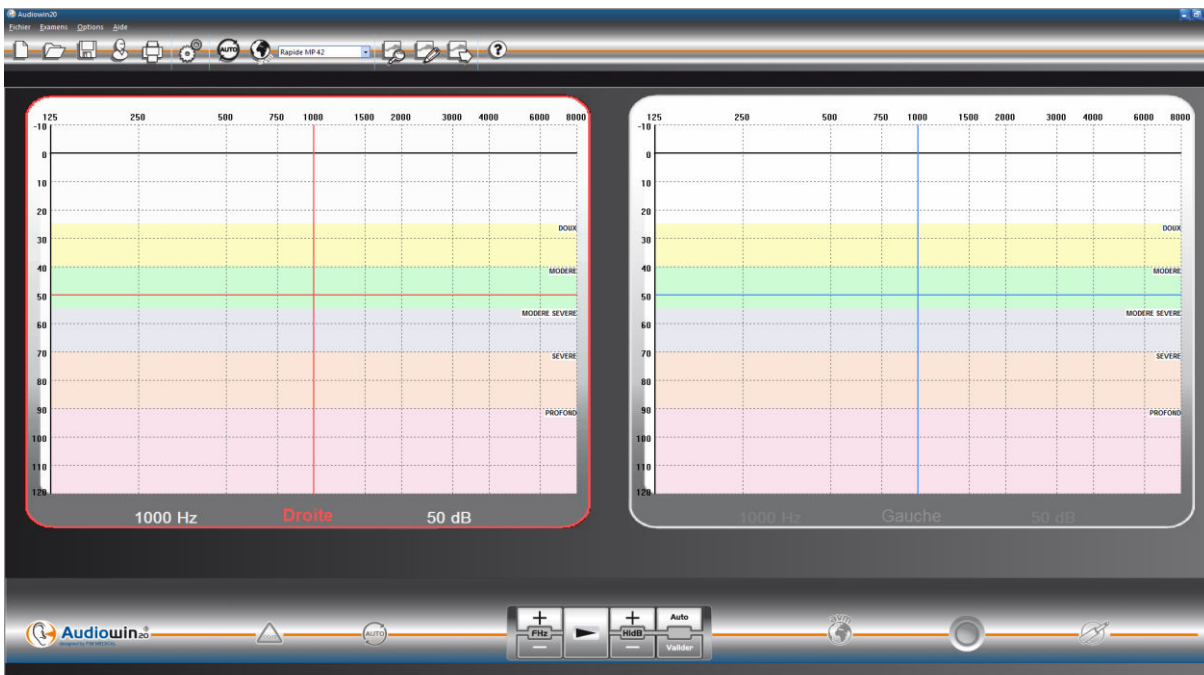 Audiowin20
Fichier Examens Options Aide
AUTO Rapide MP 42 ?
125 250 500 750 1000 1500 2000 3000 4000 6000 8000
-10
0
10
20
DOUX
30
40 MODERE
50
MODERE SEVERE
60
70 SEVERE
80
90 PROFOND
100
110
120
1000 Hz Droite 50 dB
125 250 500 750 1000 1500 2000 3000 4000 6000 8000
-10
0
10
20
DOUX
30
40 MODERE
50
MODERE SEVERE
60
70 SEVERE
80
90 PROFOND
100
110
120
1000 Hz Gauche 50 dB
Audiowin20
AUTO
+ + Auto
FHz HldB
Valider
avm